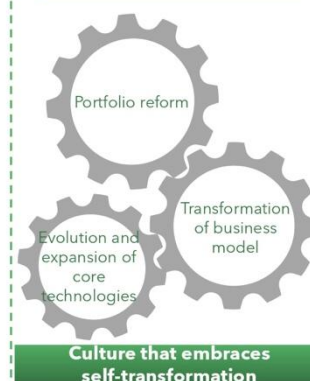 Portfolio reform
Transformation
of business
model
Evolution and
expansion of
core
technologies
Culture that embraces
self-transformation